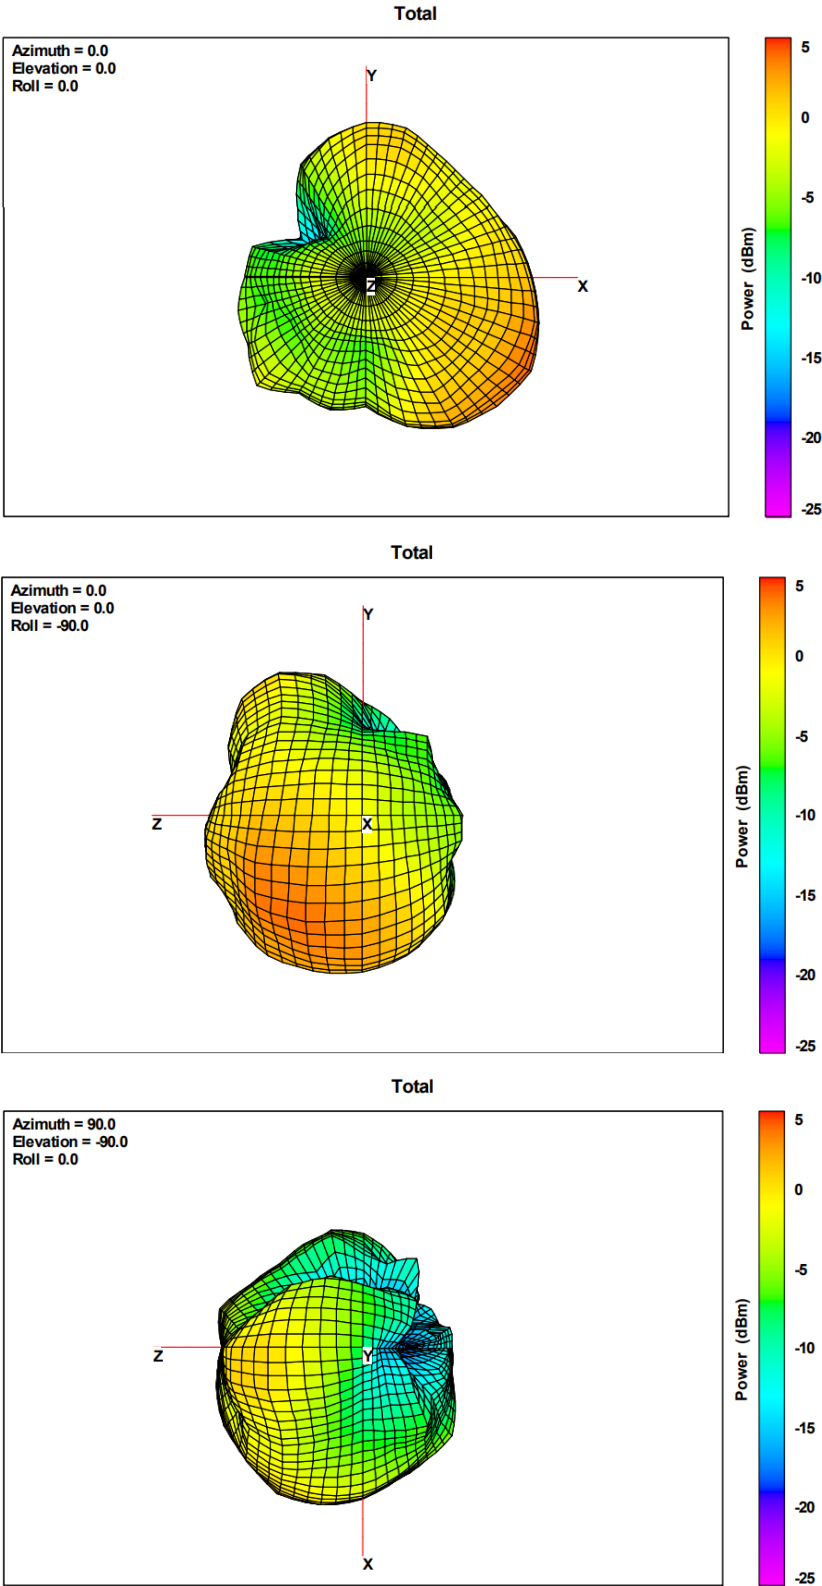 Total
Azimuth = 0.0
Elevation = 0.0
Roll = 0.0
Y
Z
X
5
0
-5
-10
-15
-20
-25
Power (dBm)
Total
Azimuth = 0.0
Elevation = 0.0
Roll = -90.0
Y
Z
X
5
0
-5
-10
-15
-20
-25
Power (dBm)
Total
Azimuth = 90.0
Elevation = -90.0
Roll = 0.0
Z
Y
X
5
0
-5
-10
-15
-20
-25
Power (dBm)